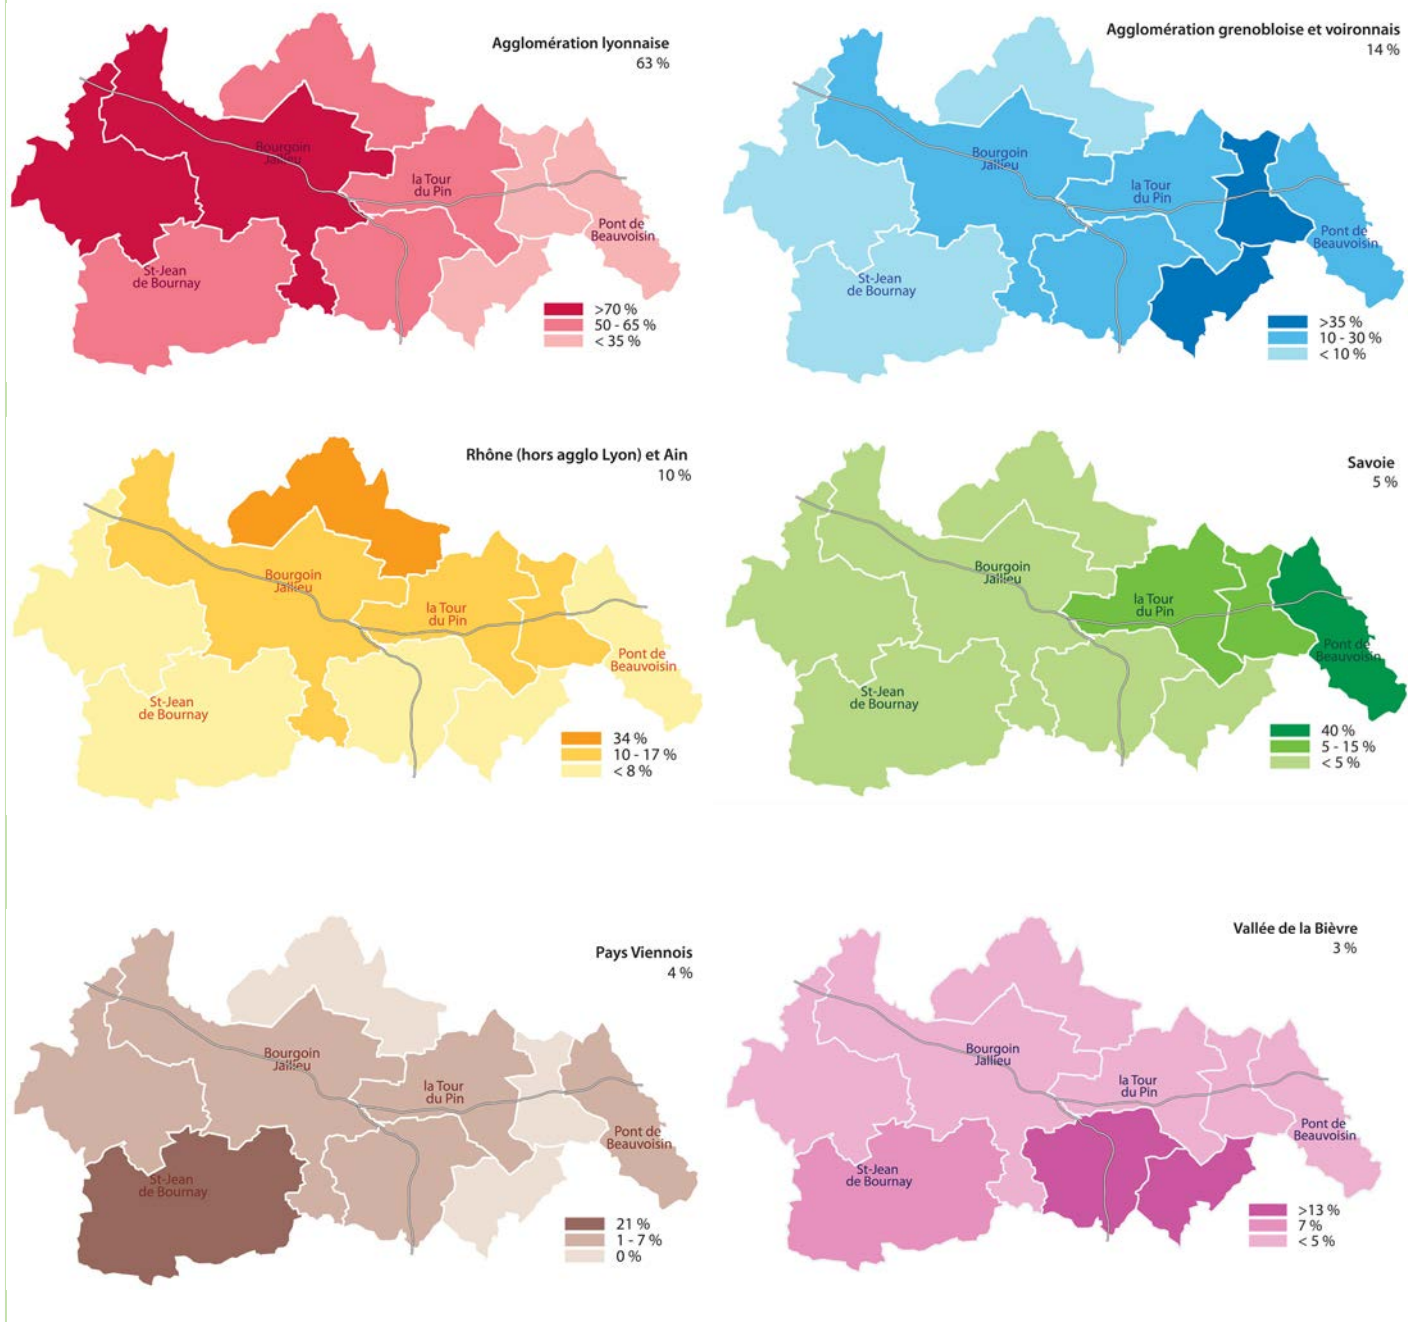 Agglomération lyonnaise
63 %
Bourgoin
Jallieu
la Tour
du Pin
Pont de
Beauvoisin
St-Jean
de Bournay
>70 %
50 - 65 %
< 35 %
Agglomération grenobloise et voironnais
14 %
Bourgoin
Jallieu
la Tour
du Pin
Pont de
Beauvoisin
St-Jean
de Bournay
>35 %
10 - 30 %
< 10 %
Rhône (hors agglo Lyon) et Ain
10 %
Bourgoin
Jallieu
la Tour
du Pin
Pont de
Beauvoisin
St-Jean
de Bournay
34 %
10 - 17 %
< 8 %
Savoie
5 %
Bourgoin
Jallieu
la Tour
du Pin
Pont de
Beauvoisin
St-Jean
de Bournay
40 %
5 - 15 %
< 5 %
Pays Viennois
4 %
Bourgoin
Jallieu
la Tour
du Pin
Pont de
Beauvoisin
St-Jean
de Bournay
21 %
1 - 7 %
0 %
Vallée de la Bièvre
3 %
Bourgoin
Jallieu
la Tour
du Pin
Pont de
Beauvoisin
St-Jean
de Bournay
>13 %
7 %
< 5 %